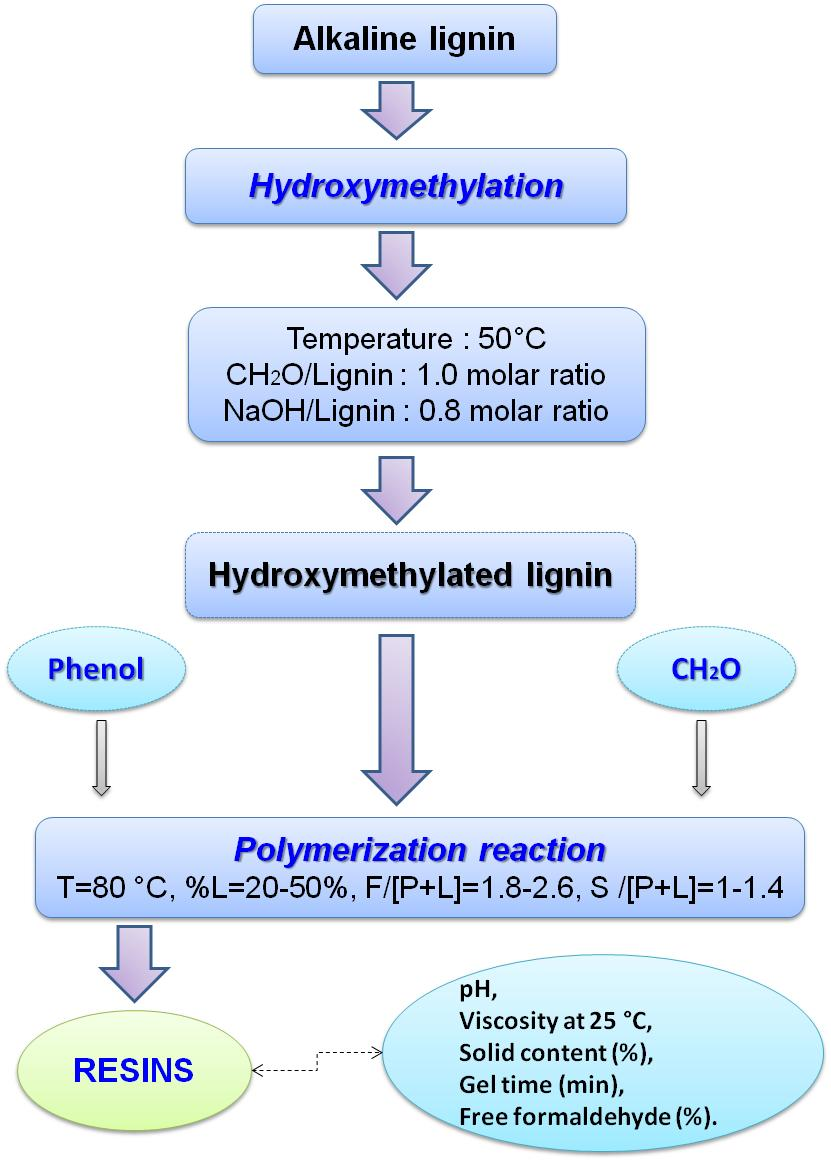 Alkaline lignin
Hydroxymethylation
Temperature : 50°C
CH₂O/Lignin : 1.0 molar ratio
NaOH/Lignin : 0.8 molar ratio
Hydroxymethylated lignin
Phenol
CH₂O
Polymerization reaction
T=80 °C, %L=20-50%, F/[P+L]=1.8-2.6, S /[P+L]=1-1.4
RESINS
pH,
Viscosity at 25 °C,
Solid content (%),
Gel time (min),
Free formaldehyde (%).